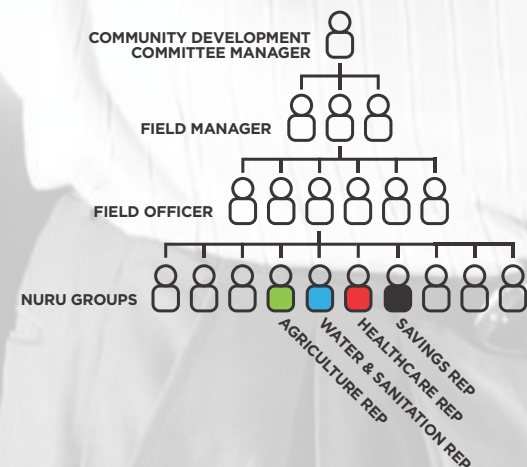 COMMUNITY DEVELOPMENT
COMMITTEE MANAGER
FIELD MANAGER
FIELD OFFICER
NURU GROUPS
AGRICULTURE REP
WATER & SANITATION REP
HEALTHCARE REP
SAVINGS REP